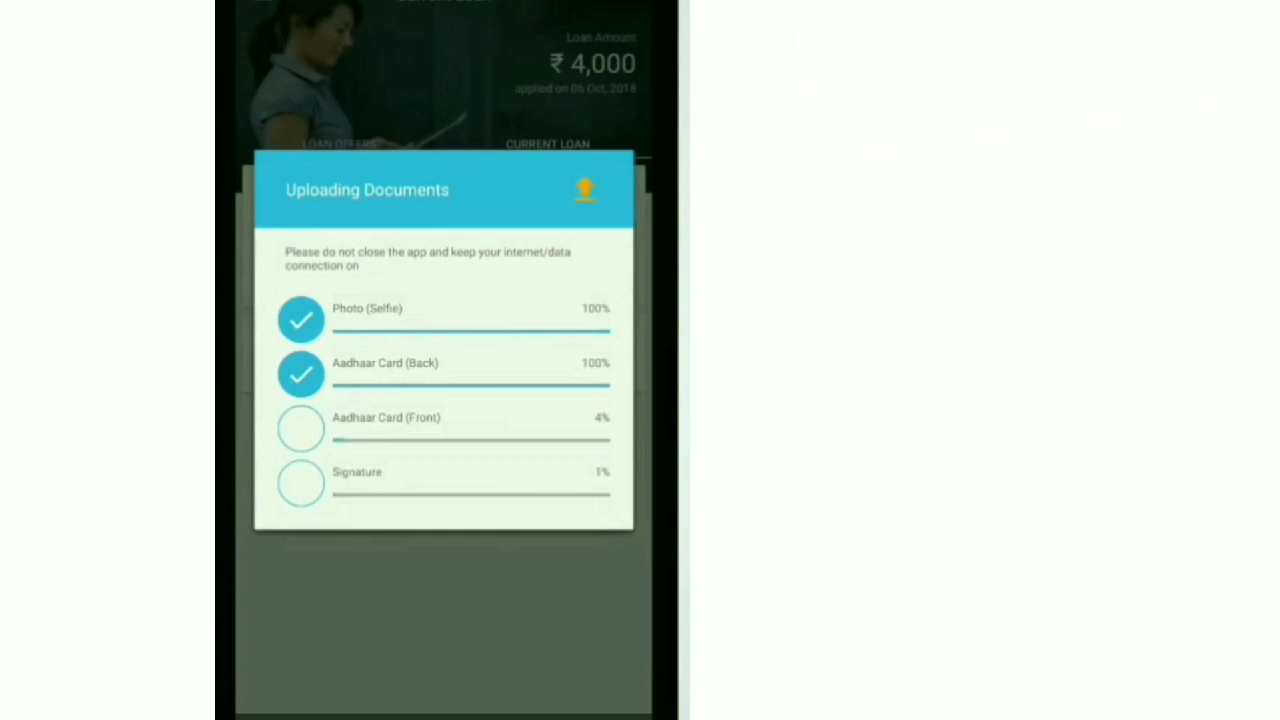 Loan Amount
₹ 4,000
applied on 06 Oct, 2018
LOAN OFFERS
CURRENT LOAN
Uploading Documents
Please do not close the app and keep your internet/data
connection on
Photo (Selfie)
100%
Aadhaar Card (Back)
100%
Aadhaar Card (Front)
4%
Signature
1%